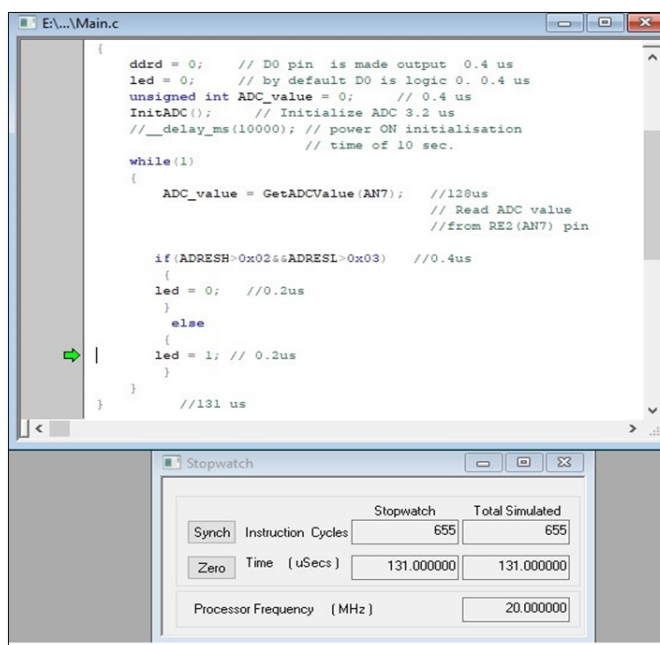 E:\...\Main.c
{
ddrd = 0; // D0 pin is made output 0.4 us
led = 0; // by default D0 is logic 0. 0.4 us
unsigned int ADC_value = 0; // 0.4 us
InitADC(); // Initialize ADC 3.2 us
//__delay_ms(10000); // power ON initialisation
// time of 10 sec.
while(1)
{
ADC_value = GetADCValue(AN7); //128us
// Read ADC value
//from RE2(AN7) pin
if(ADRESH>0x02&&ADRESL>0x03) //0.4us
{
led = 0; //0.2us
}
else
{
led = 1; // 0.2us
}
}
} //131 us
Stopwatch
Stopwatch Total Simulated
Synch Instruction Cycles 655 655
Zero Time (uSecs) 131.000000 131.000000
Processor Frequency (MHz) 20.000000